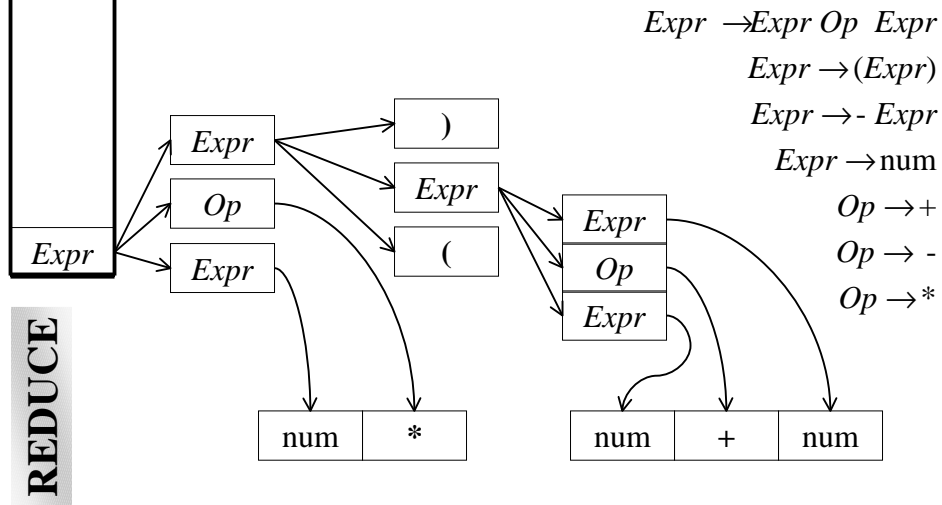 Expr → Expr Op Expr
Expr → (Expr)
Expr → - Expr
Expr → num
Op → +
Op → -
Op → *
)
Expr
Expr
Op
Expr
(
Expr
Expr
Op
Expr
Expr
REDUCE
num * num + num